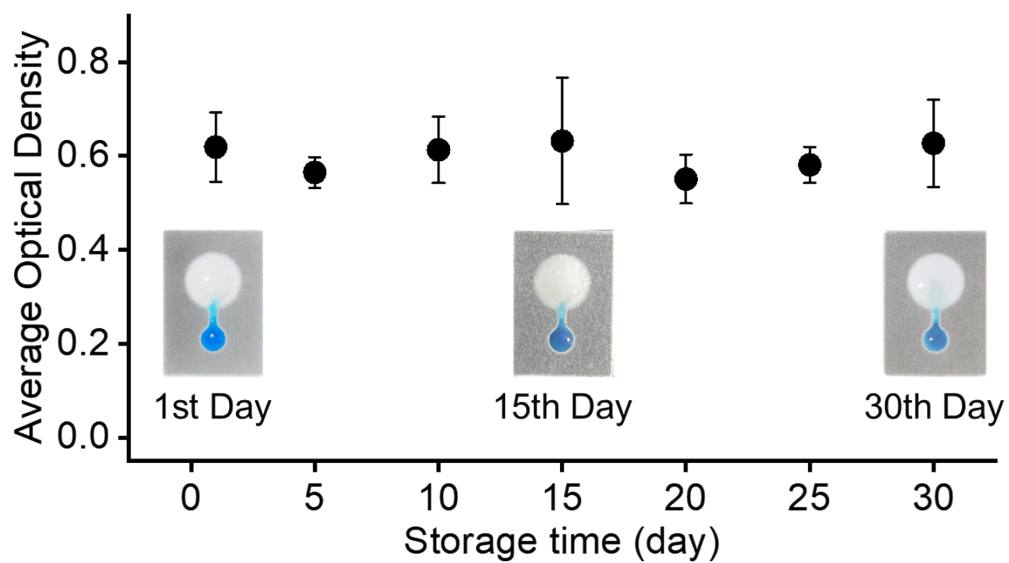 Average Optical Density
0.8
0.6
0.4
0.2
0.0
1st Day
15th Day
30th Day
0 5 10 15 20 25 30
Storage time (day)